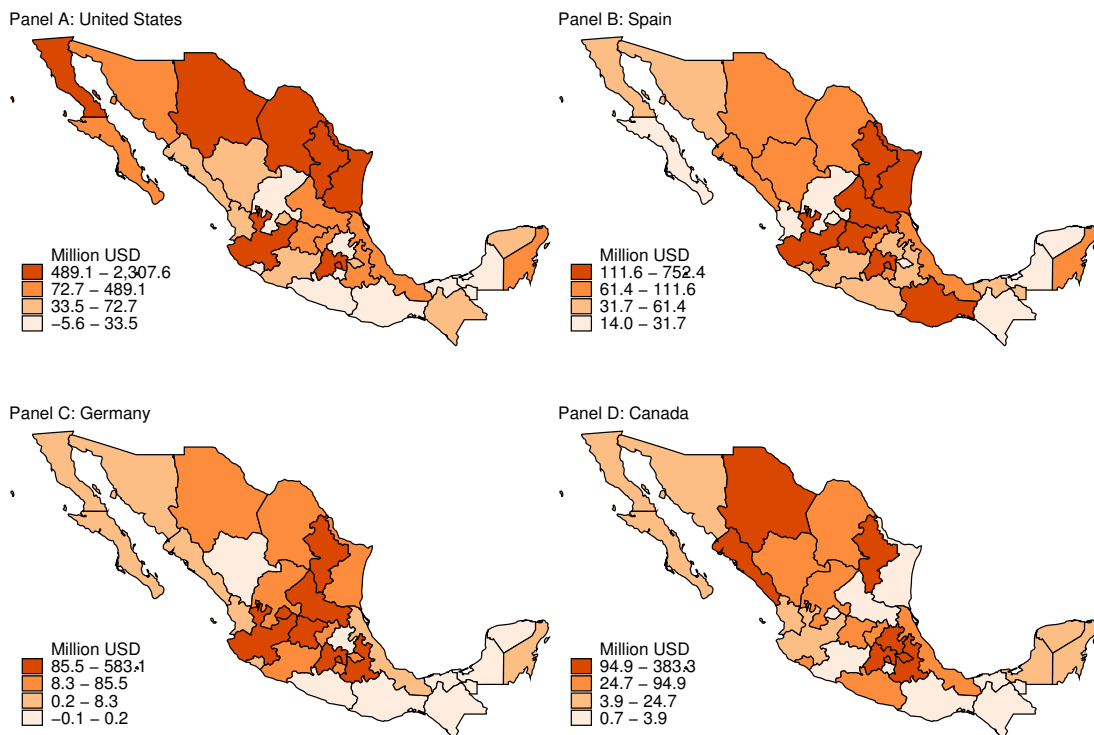 Panel A: United States
Million USD
489.1 – 2,307.6
72.7 – 489.1
33.5 – 72.7
−5.6 – 33.5
Panel B: Spain
Million USD
111.6 – 752.4
61.4 – 111.6
31.7 – 61.4
14.0 – 31.7
Panel C: Germany
Million USD
85.5 – 583.1
8.3 – 85.5
0.2 – 8.3
−0.1 – 0.2
Panel D: Canada
Million USD
94.9 – 383.3
24.7 – 94.9
3.9 – 24.7
0.7 – 3.9